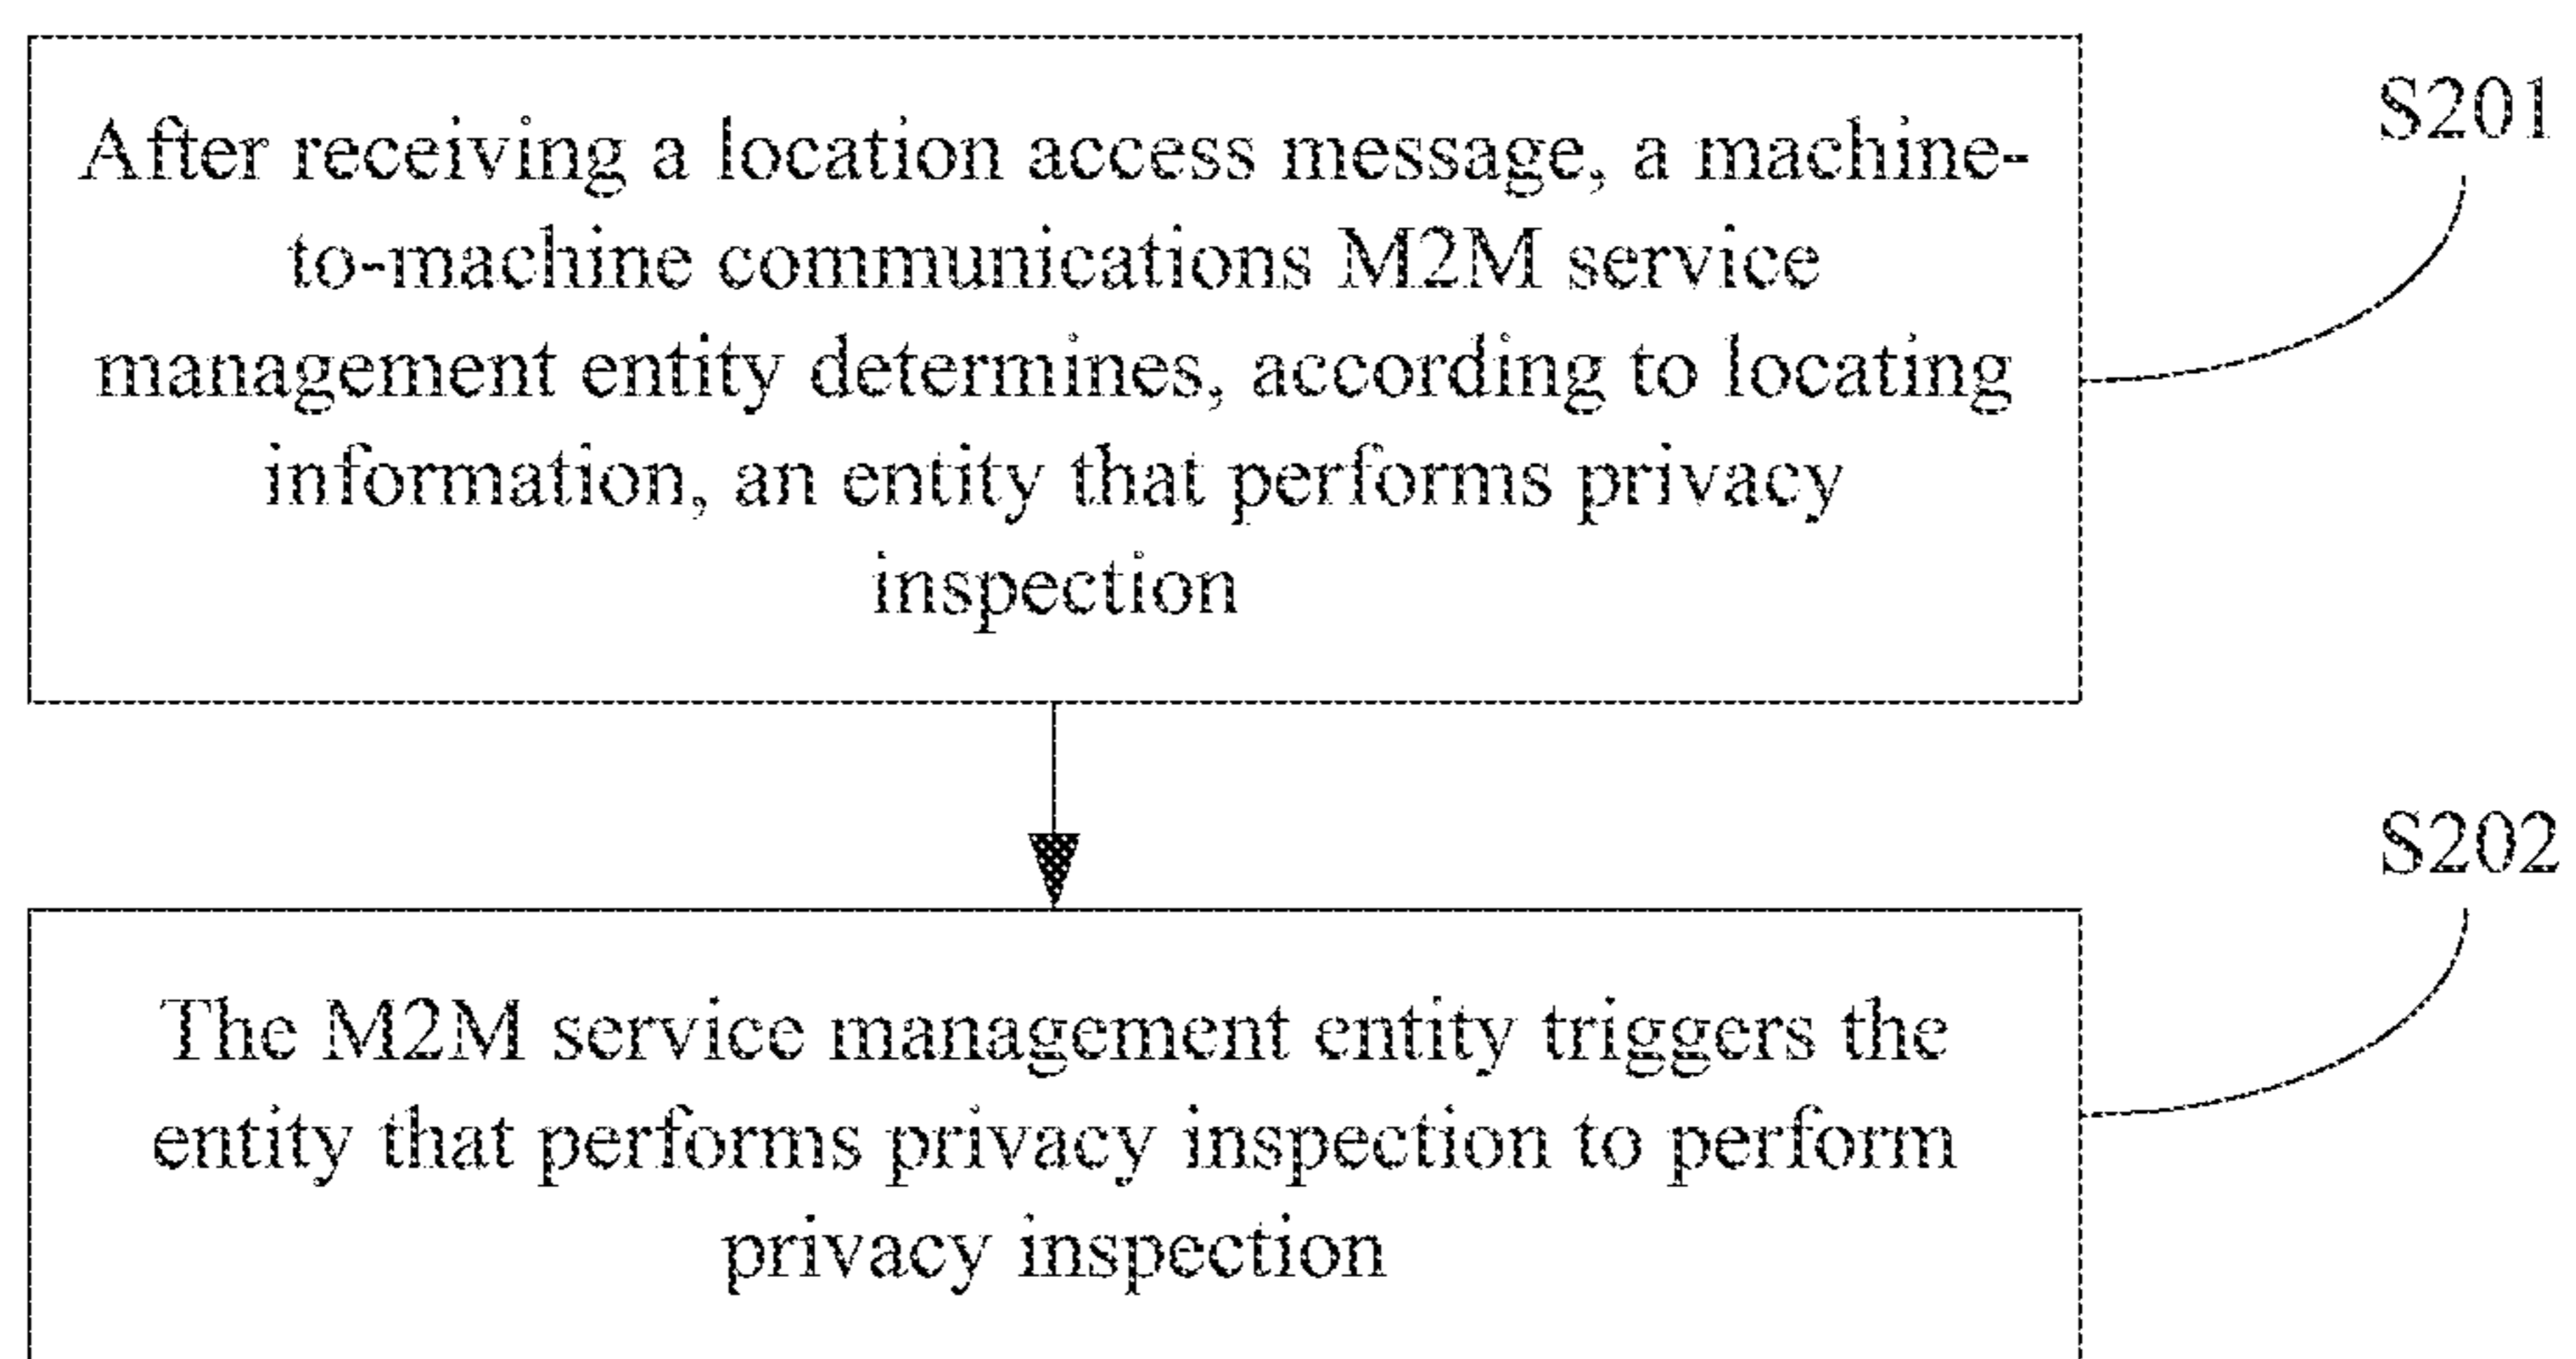 After receiving a location access message, a machine-
to-machine communications M2M service
management entity determines, according to locating
information, an entity that performs privacy
inspection
S201
The M2M service management entity triggers the
entity that performs privacy inspection to perform
privacy inspection
S202